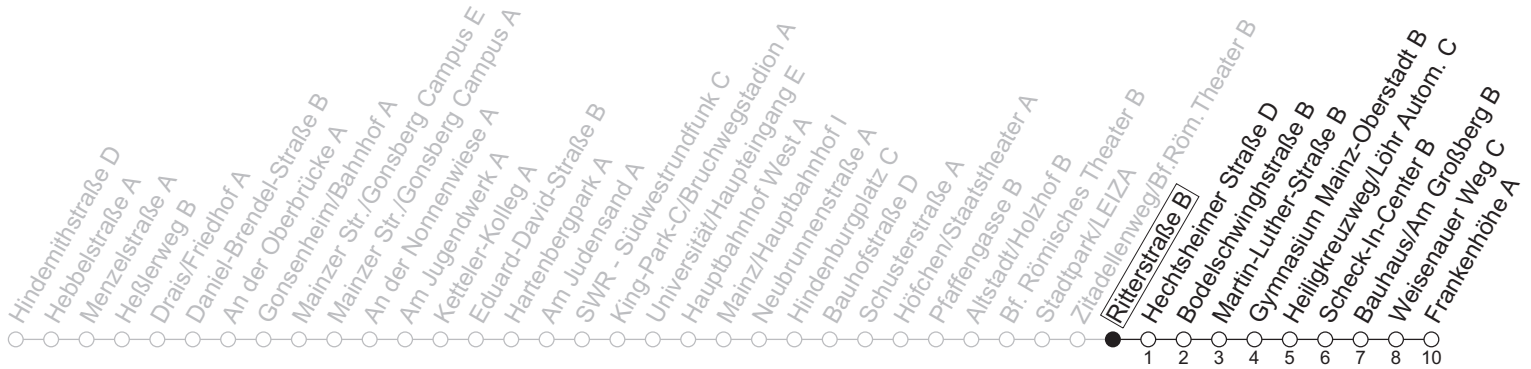 Hindemithstraße D
Hebbelstraße A
Menzelstraße A
Heßlerweg B
Drais/Friedhof A
Daniel-Brendel-Straße B
An der Oberbrücke A
Gonsenheim/Bahnhof A
Mainzer Str./Gonsberg Campus E
Mainzer Str./Gonsberg Campus A
An der Nonnenwiese A
Am Jugendwerk A
Ketteler-Kolleg A
Eduard-David-Straße B
Hartenbergpark A
Am Judensand A
SWR - Südwestrundfunk C
King-Park-C/Bruchwegstadion A
Universität/Haupteingang E
Hauptbahnhof West A
Mainz/Hauptbahnhof I
Neubrunnenstraße A
Hindenburgplatz C
Bauhofstraße D
Schusterstraße A
Höfchen/Staatstheater A
Pfaffengasse B
Altstadt/Holzhof B
Bf. Römisches Theater B
Stadtpark/LEIZA
Zitadellenweg/Bf.Röm. Theater B
Ritterstraße B
Hechtsheimer Straße D
Bodelschwinghstraße B
Martin-Luther-Straße B
Gymnasium Mainz-Oberstadt B
Heiligkreuzweg/Löhr Autom. C
Scheck-In-Center B
Bauhaus/Am Großberg B
Weisenauer Weg C
Frankenhöhe A
1 2 3 4 5 6 7 8 10